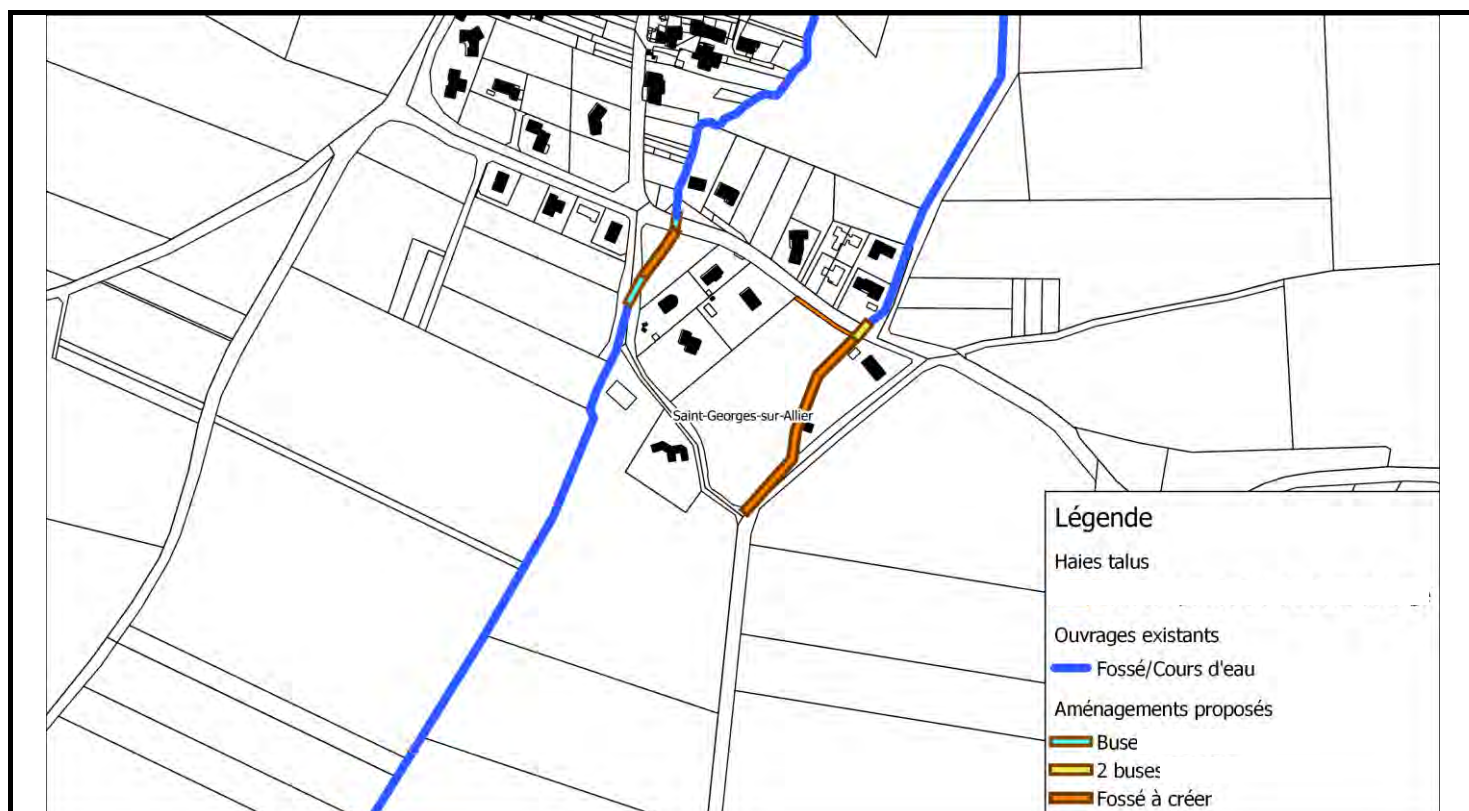 Saint-Georges-sur-Allier
Légende
Haies talus
Ouvrages existants
Fossé/Cours d'eau
Aménagements proposés
Buse
2 buses
Fossé à créer